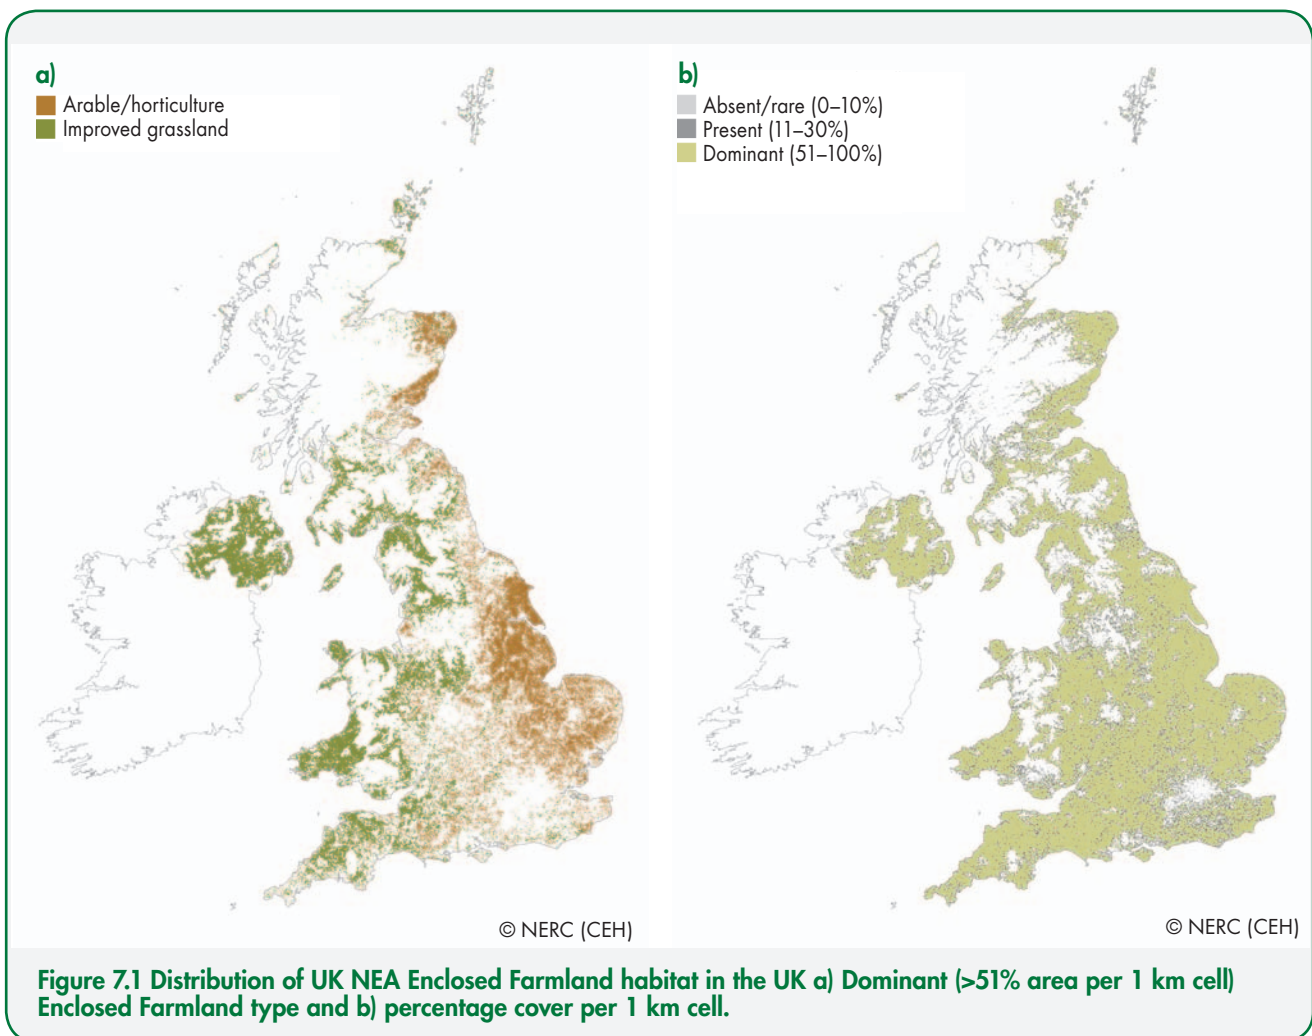 a)
Arable/horticulture
Improved grassland
© NERC (CEH)
b)
Absent/rare (0–10%)
Present (11–30%)
Dominant (51–100%)
© NERC (CEH)
Figure 7.1 Distribution of UK NEA Enclosed Farmland habitat in the UK a) Dominant (>51% area per 1 km cell)
Enclosed Farmland type and b) percentage cover per 1 km cell.